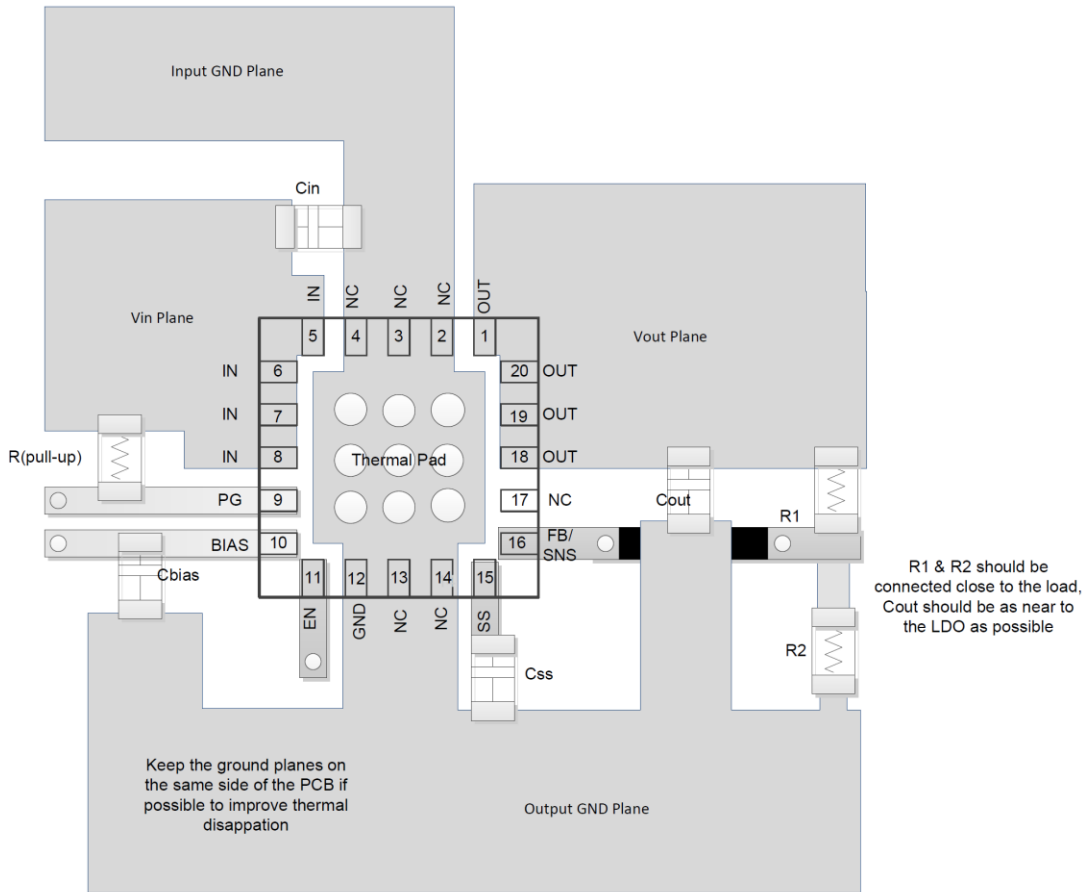 Input GND Plane
Cin
IN
NC
NC
NC
OUT
Vin Plane
Vout Plane
5
4
3
2
1
IN
6
20
OUT
IN
7
19
OUT
IN
8
Thermal Pad
18
OUT
R(pull-up)
PG
9
17
NC
Cout
R1
BIAS
10
16
FB/
SNS
Cbias
11
12
13
14
15
EN
GND
NC
NC
SS
Css
R2
R1 & R2 should be
connected close to the load,
Cout should be as near to
the LDO as possible
Keep the ground planes on
the same side of the PCB if
possible to improve thermal
disappation
Output GND Plane